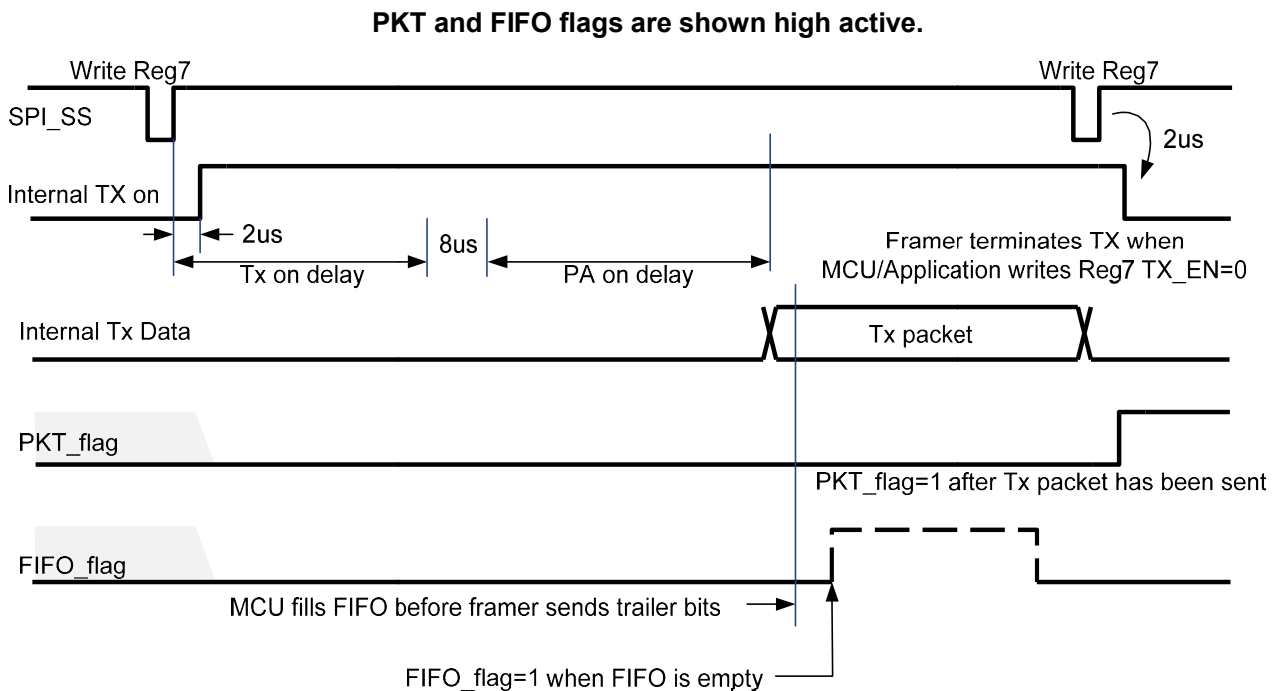 PKT and FIFO flags are shown high active.
Write Reg7
Write Reg7
SPI_SS
2us
Internal TX on
2us
8us
Tx on delay
PA on delay
Framer terminates TX when
MCU/Application writes Reg7 TX_EN=0
Internal Tx Data
Tx packet
PKT_flag
PKT_flag=1 after Tx packet has been sent
FIFO_flag
MCU fills FIFO before framer sends trailer bits
FIFO_flag=1 when FIFO is empty